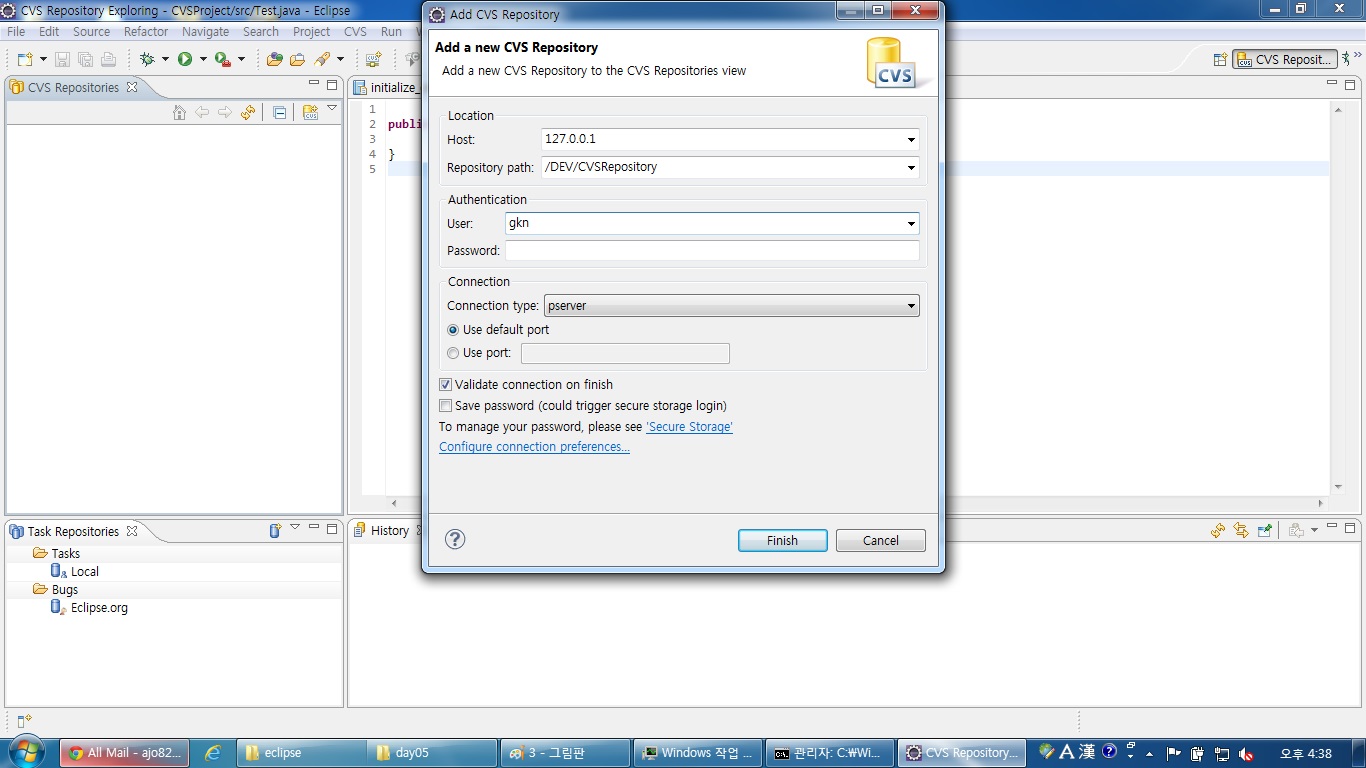 CVS Repository Exploring - CVSProject/src/Test.java - Eclipse
File Edit Source Refactor Navigate Search Project CVS Run
CVS Reposit...
CVS Repositories
initialize_
1
2 publi
3
4 }
5
Add CVS Repository
Add a new CVS Repository
Add a new CVS Repository to the CVS Repositories view
CVS
Location
Host: 127.0.0.1
Repository path: /DEV/CVSRepository
Authentication
User: gkn
Password:
Connection
Connection type: pserver
Use default port
Use port:
Validate connection on finish
Save password (could trigger secure storage login)
To manage your password, please see 'Secure Storage'
Configure connection preferences...
Finish Cancel
Task Repositories
Tasks
Local
Bugs
Eclipse.org
History
All Mail - ajo82... eclipse day05 3 - 그림판 Windows 작업 ... 관리자: C:₩Wi... CVS Repository... A 漢 오후 4:38